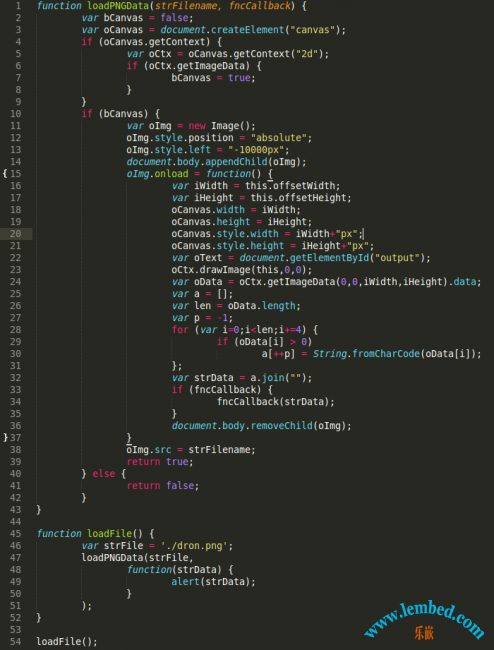 1 function loadPNGData(strFilename, fncCallback) {
2 var bCanvas = false;
3 var oCanvas = document.createElement("canvas");
4 if (oCanvas.getContext) {
5 var oCtx = oCanvas.getContext("2d");
6 if (oCtx.getImageData) {
7 bCanvas = true;
8 }
9 }
10 if (bCanvas) {
11 var oImg = new Image();
12 oImg.style.position = "absolute";
13 oImg.style.left = "-10000px";
14 document.body.appendChild(oImg);
{15 oImg.onload = function() {
16 var iWidth = this.offsetWidth;
17 var iHeight = this.offsetHeight;
18 oCanvas.width = iWidth;
19 oCanvas.height = iHeight;
20 oCanvas.style.width = iWidth+"px";
21 oCanvas.style.height = iHeight+"px";
22 var oText = document.getElementById("output");
23 oCtx.drawImage(this,0,0);
24 var oData = oCtx.getImageData(0,0,iWidth,iHeight).data;
25 var a = [];
26 var len = oData.length;
27 var p = -1;
28 for (var i=0;i<len;i+=4) {
29 if (oData[i] > 0)
30 a[++p] = String.fromCharCode(oData[i]);
31 };
32 var strData = a.join("");
33 if (fncCallback) {
34 fncCallback(strData);
35 }
36 document.body.removeChild(oImg);
}37 }
38 oImg.src = strFilename;
39 return true;
40 } else {
41 return false;
42 }
43 }
44
45 function loadFile() {
46 var strFile = './dron.png';
47 loadPNGData(strFile,
48 function(strData) {
49 alert(strData);
50 }
51 );
52 }
53
54 loadFile();
www.lembed.com
乐嵌